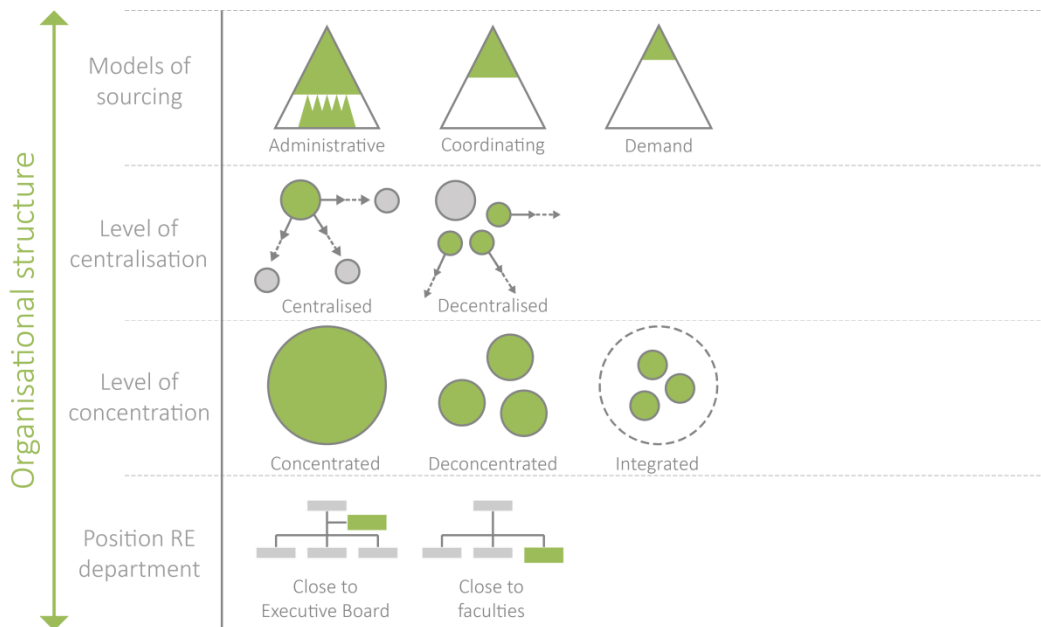 Organisational structure
Models of
sourcing
Administrative
Coordinating
Demand
Level of
centralisation
Centralised
Decentralised
Level of
concentration
Concentrated
Deconcentrated
Integrated
Position RE
department
Close to
Executive Board
Close to
faculties